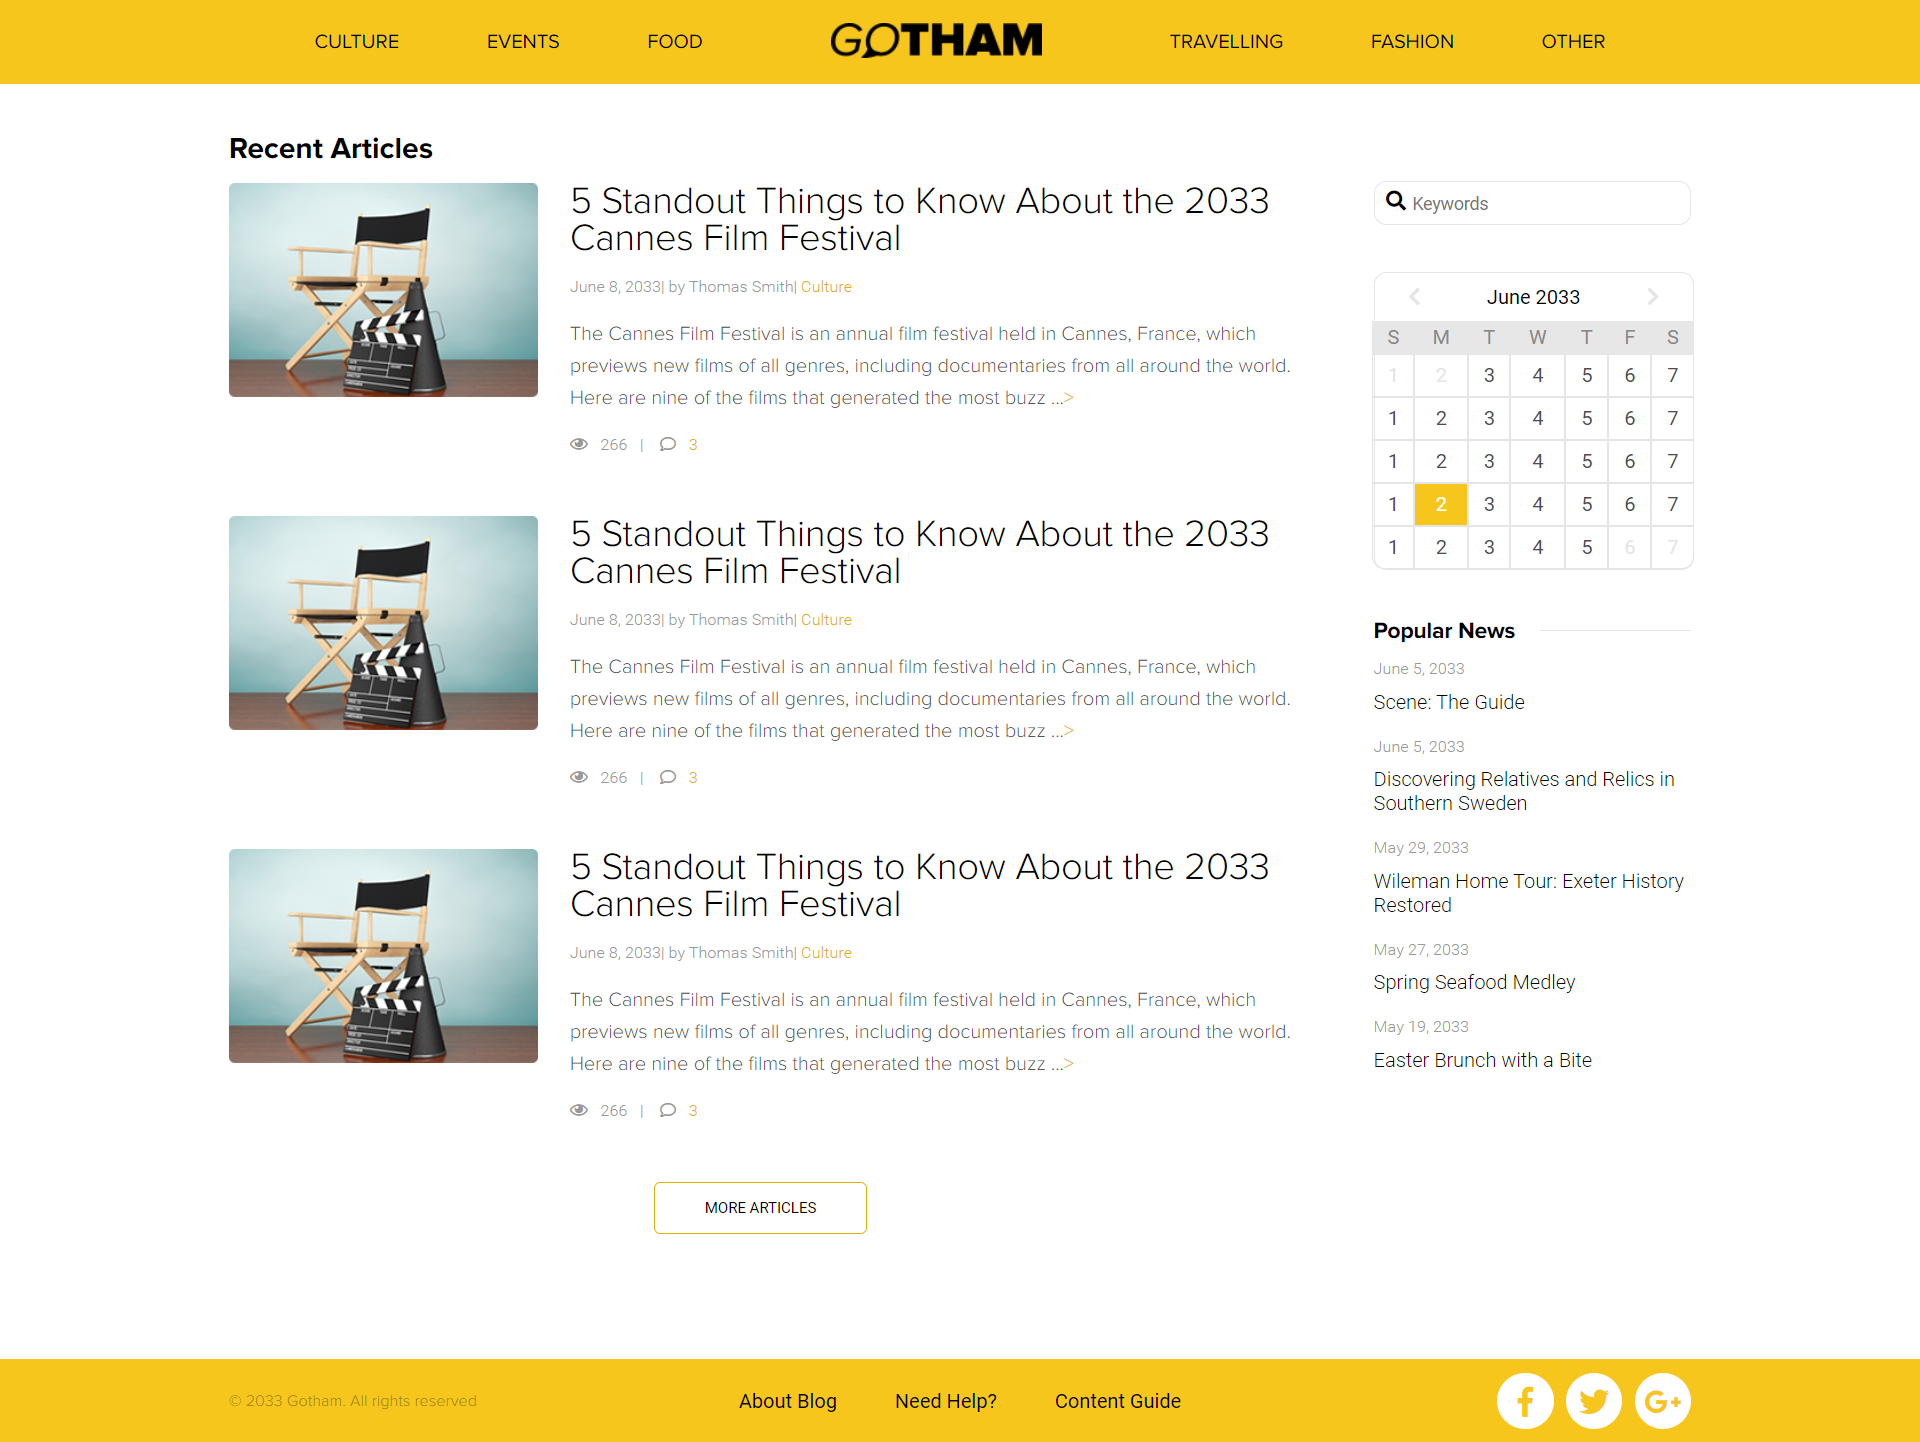 CULTURE EVENTS FOOD GOTHAM TRAVELLING FASHION OTHER
Recent Articles
5 Standout Things to Know About the 2033
Cannes Film Festival
June 8, 2033| by Thomas Smith| Culture
The Cannes Film Festival is an annual film festival held in Cannes, France, which
previews new films of all genres, including documentaries from all around the world.
Here are nine of the films that generated the most buzz ...>
266 | 3
5 Standout Things to Know About the 2033
Cannes Film Festival
June 8, 2033| by Thomas Smith| Culture
The Cannes Film Festival is an annual film festival held in Cannes, France, which
previews new films of all genres, including documentaries from all around the world.
Here are nine of the films that generated the most buzz ...>
266 | 3
5 Standout Things to Know About the 2033
Cannes Film Festival
June 8, 2033| by Thomas Smith| Culture
The Cannes Film Festival is an annual film festival held in Cannes, France, which
previews new films of all genres, including documentaries from all around the world.
Here are nine of the films that generated the most buzz ...>
266 | 3
MORE ARTICLES
Keywords
June 2033
S M T W T F S
1 2 3 4 5 6 7
1 2 3 4 5 6 7
1 2 3 4 5 6 7
1 2 3 4 5 6 7
1 2 3 4 5 6 7
Popular News
June 5, 2033
Scene: The Guide
June 5, 2033
Discovering Relatives and Relics in
Southern Sweden
May 29, 2033
Wileman Home Tour: Exeter History
Restored
May 27, 2033
Spring Seafood Medley
May 19, 2033
Easter Brunch with a Bite
© 2033 Gotham. All rights reserved
About Blog Need Help? Content Guide